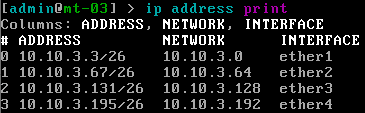 [admin@mt-03] > ip address print
Columns: ADDRESS, NETWORK, INTERFACE
# ADDRESS NETWORK INTERFACE
0 10.10.3.3/26 10.10.3.0 ether1
1 10.10.3.67/26 10.10.3.64 ether2
2 10.10.3.131/26 10.10.3.128 ether3
3 10.10.3.195/26 10.10.3.192 ether4